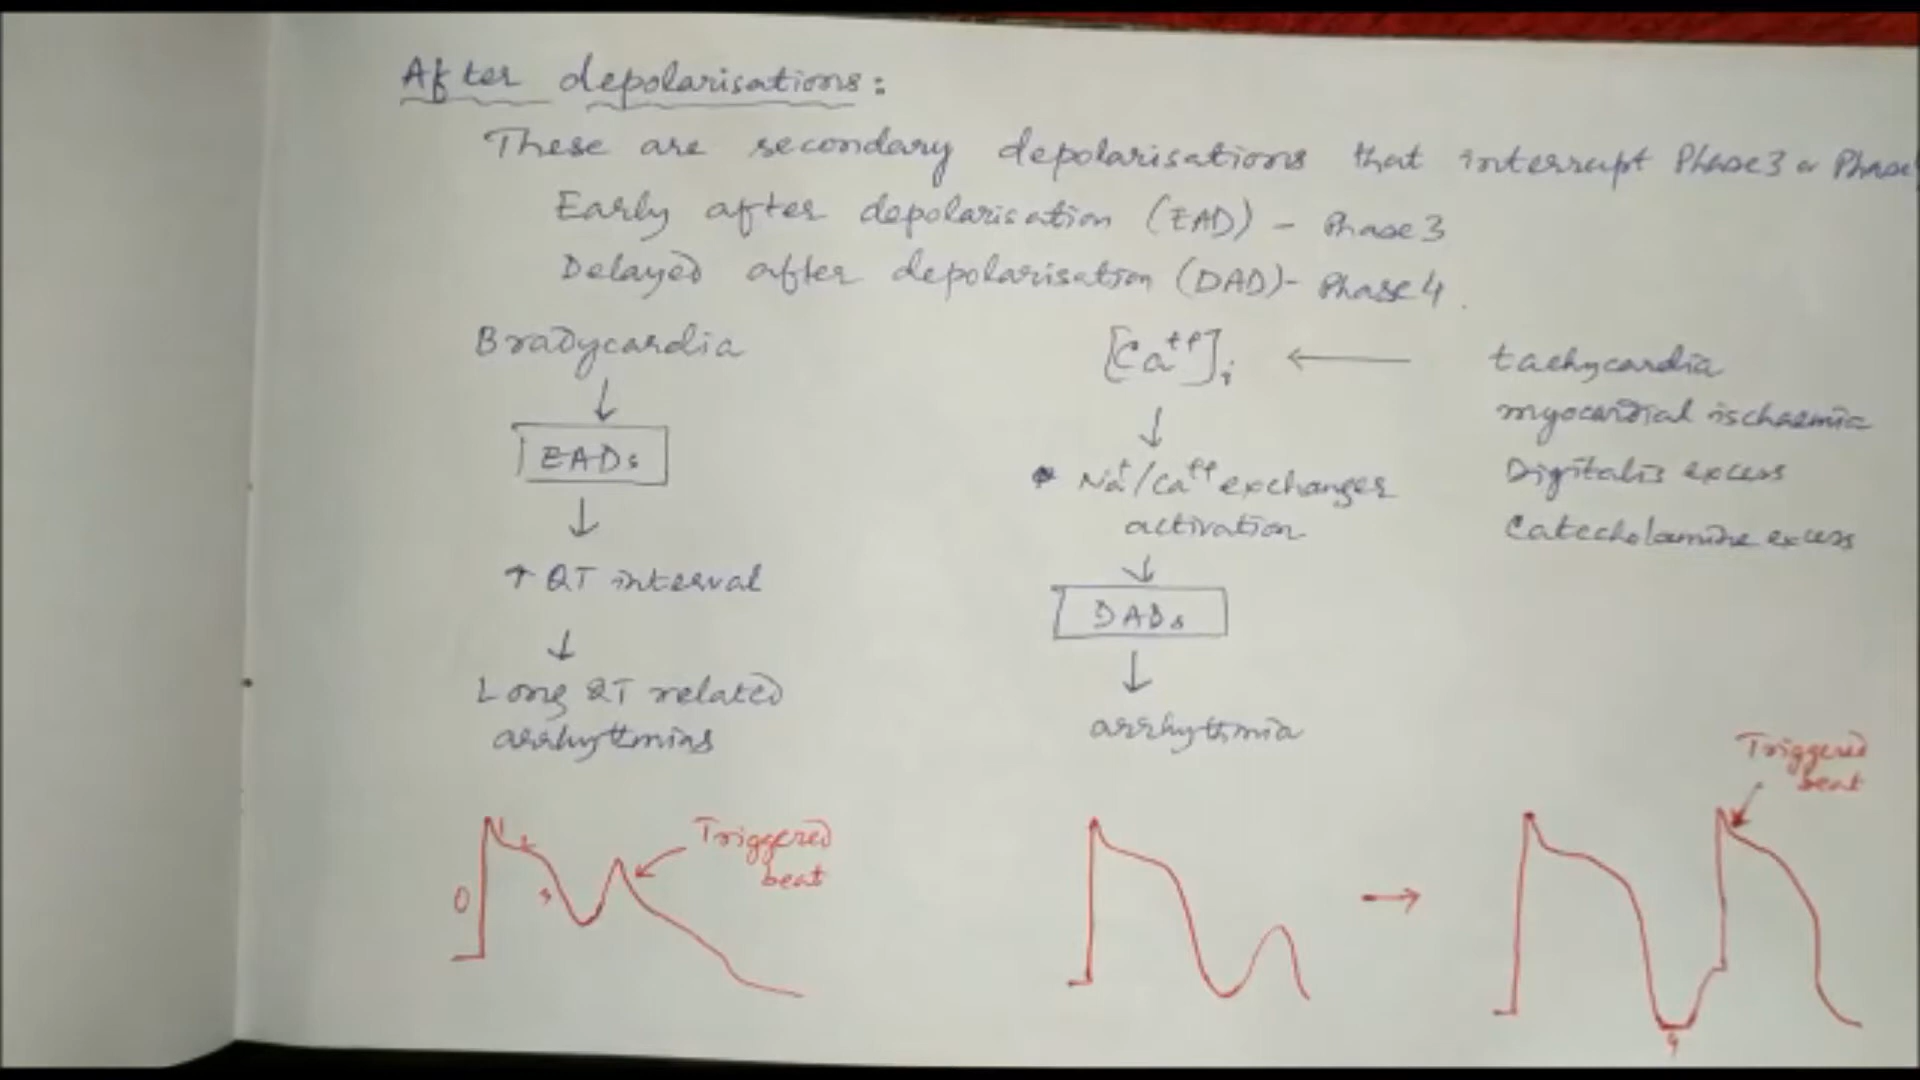 After depolarisations:
These are secondary depolarisations that interrupt Phase 3 or Phase
Early after depolarisation (EAD) - Phase 3
Delayed after depolarisation (DAD)- Phase 4.
Bradycardia
↓
EADs
↓
↑ QT interval
↓
Long QT related
arrhythmias
[Ca++]i ←
↓
Na+/Ca++ exchanger
activation
↓
DADs
↓
arrhythmia
tachycardia
myocardial ischaemia
Digitalis excess
Catecholamine excess
0
1
2
3
Triggered
beat
→
Triggered
beat
4